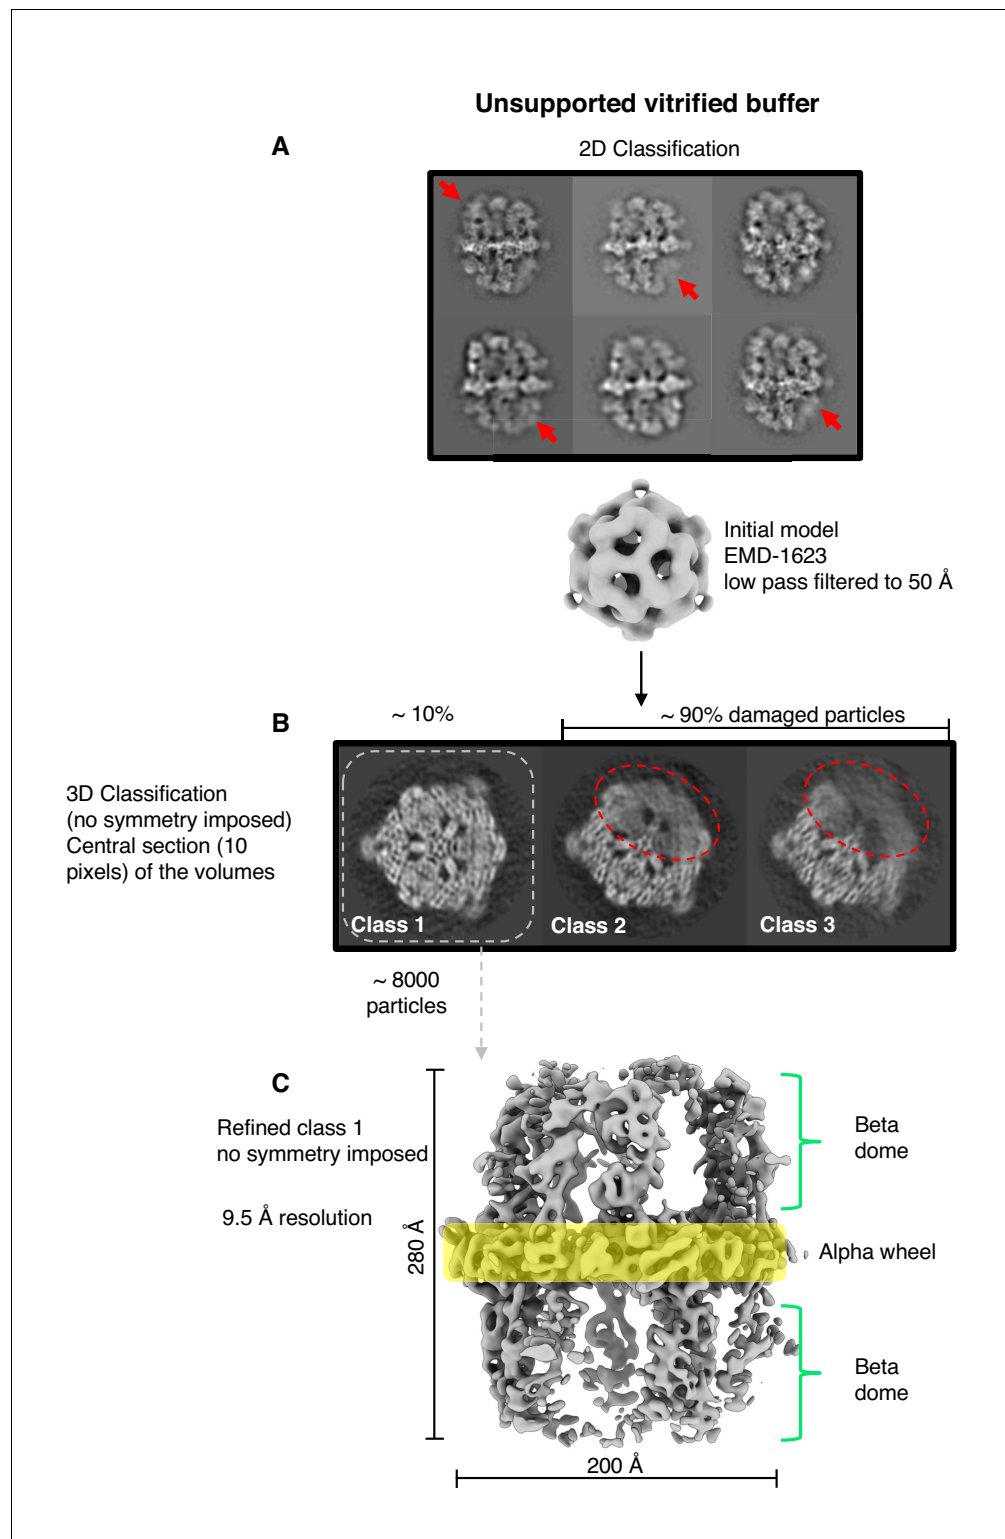 Unsupported vitrified buffer
A
2D Classification
Initial model
EMD-1623
low pass filtered to 50 Å
B
~ 10%
~ 90% damaged particles
3D Classification
(no symmetry imposed)
Central section (10
pixels) of the volumes
Class 1
Class 2
Class 3
~ 8000
particles
C
Refined class 1
no symmetry imposed
9.5 Å resolution
280 Å
Beta
dome
Alpha wheel
Beta
dome
200 Å